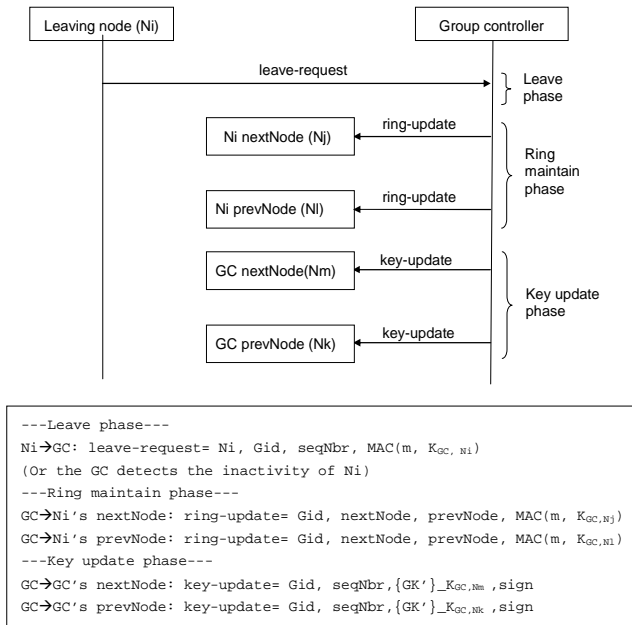 Leaving node (Ni)
Group controller
leave-request
Leave
phase
Ni nextNode (Nj)
ring-update
Ring
maintain
phase
Ni prevNode (Nl)
ring-update
GC nextNode(Nm)
key-update
Key update
phase
GC prevNode (Nk)
key-update
---Leave phase---
Ni→GC: leave-request= Ni, Gid, seqNbr, MAC(m, K_GC, Ni)
(Or the GC detects the inactivity of Ni)
---Ring maintain phase---
GC→Ni's nextNode: ring-update= Gid, nextNode, prevNode, MAC(m, K_GC,Nj)
GC→Ni's prevNode: ring-update= Gid, nextNode, prevNode, MAC(m, K_GC,Nl)
---Key update phase---
GC→GC's nextNode: key-update= Gid, seqNbr,{GK'}_K_GC,Nm ,sign
GC→GC's prevNode: key-update= Gid, seqNbr,{GK'}_K_GC,Nk ,sign